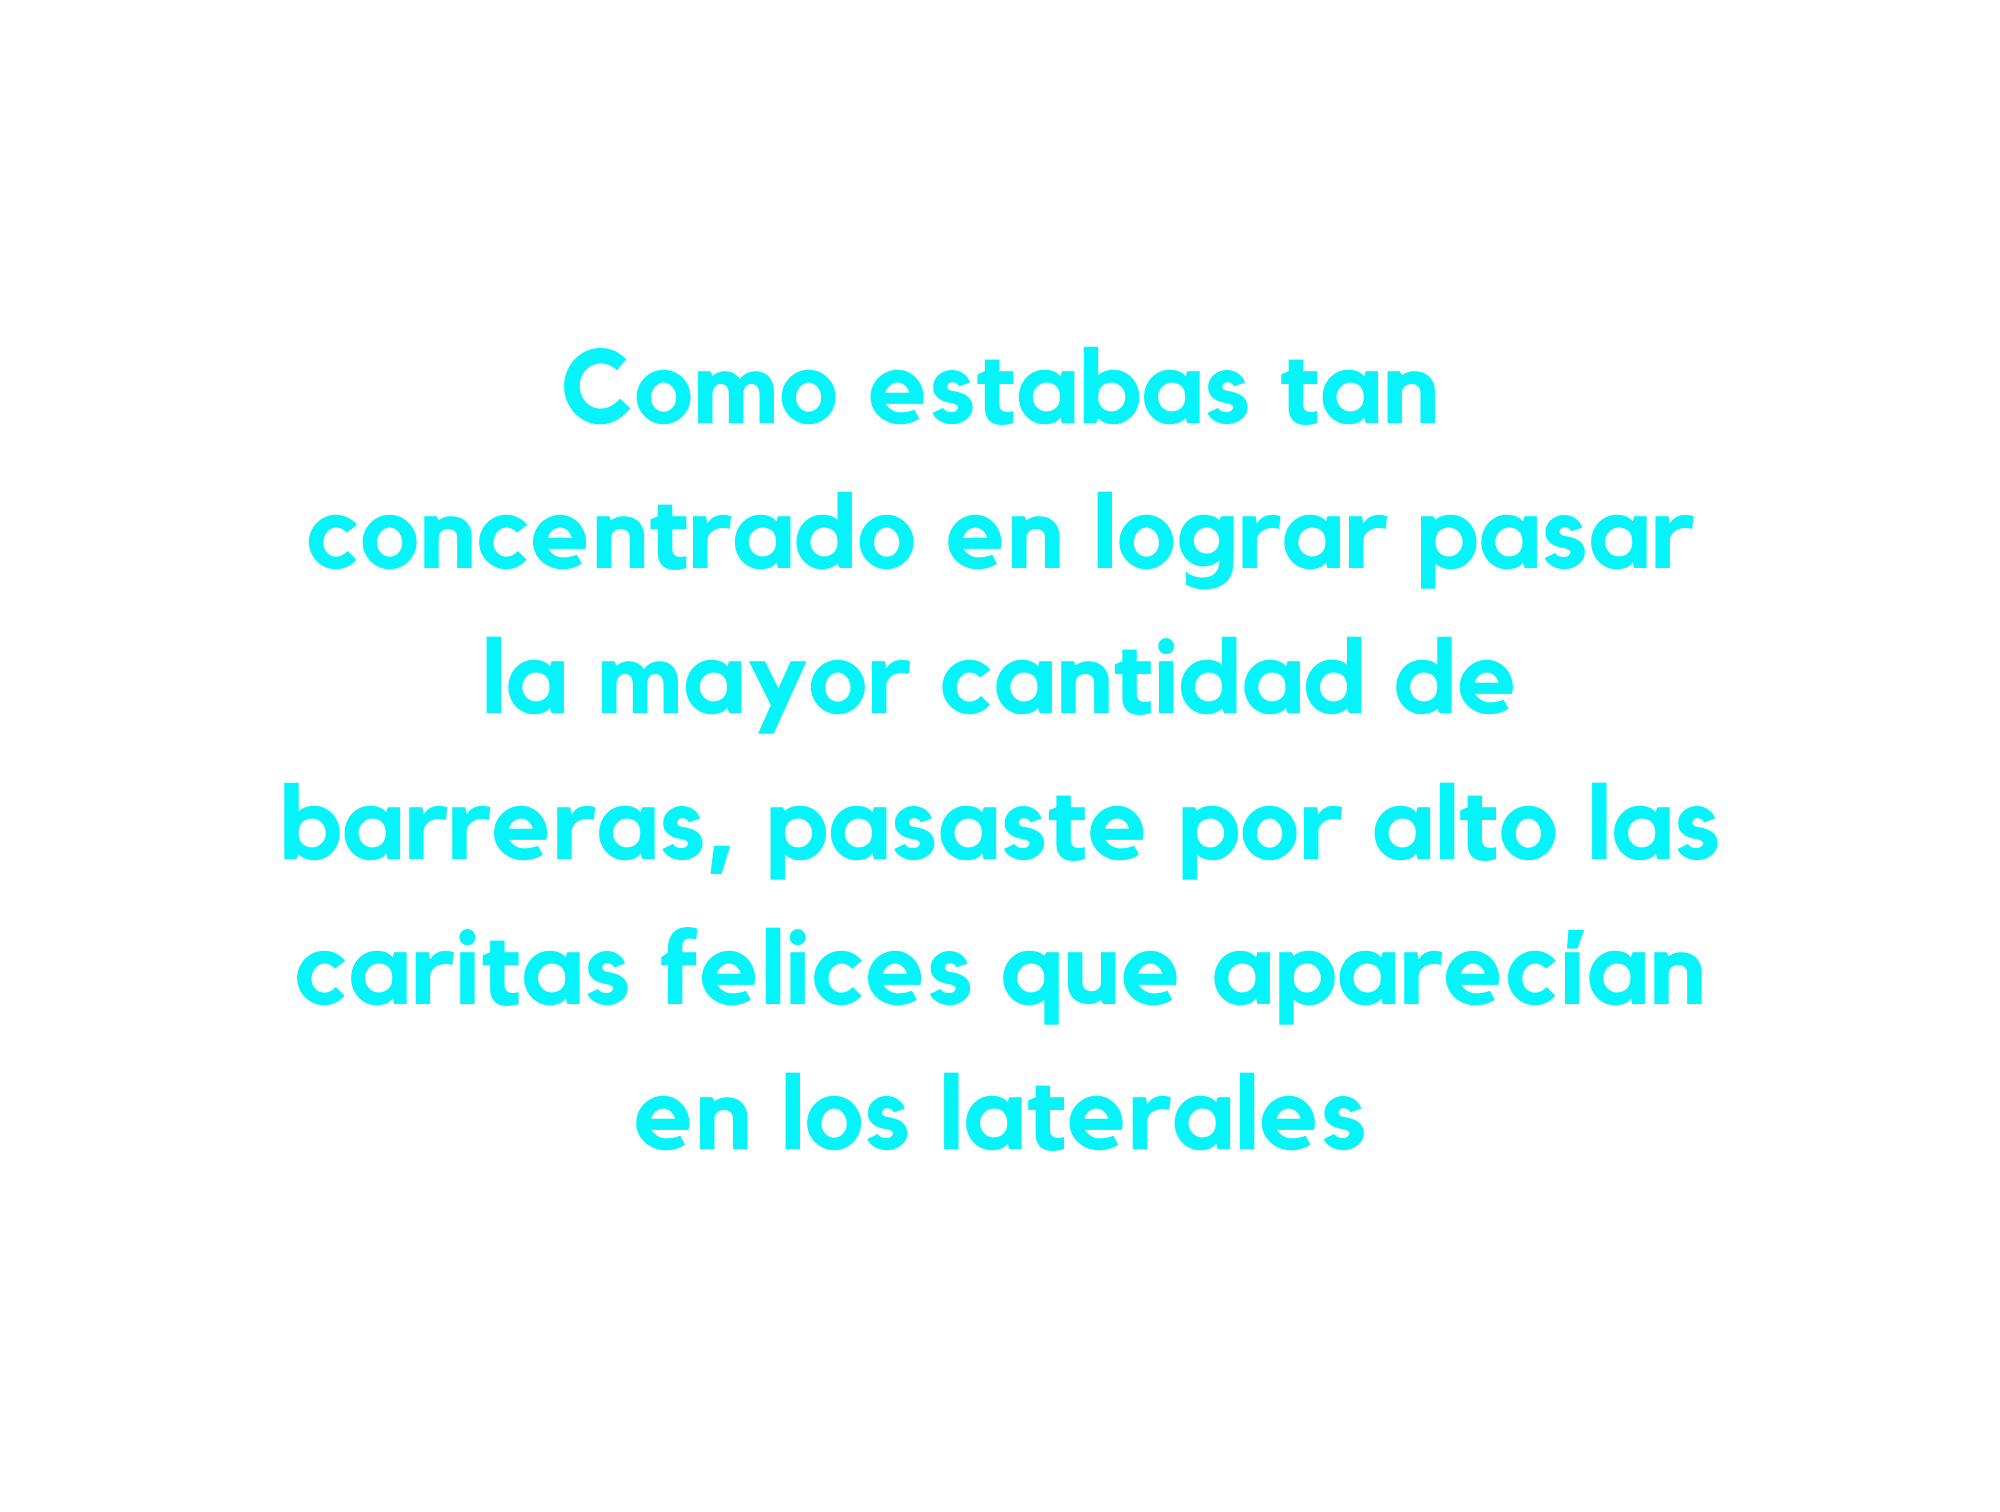 Como estabas tan
concentrado en lograr pasar
la mayor cantidad de
barreras, pasaste por alto las
caritas felices que aparecían
en los laterales